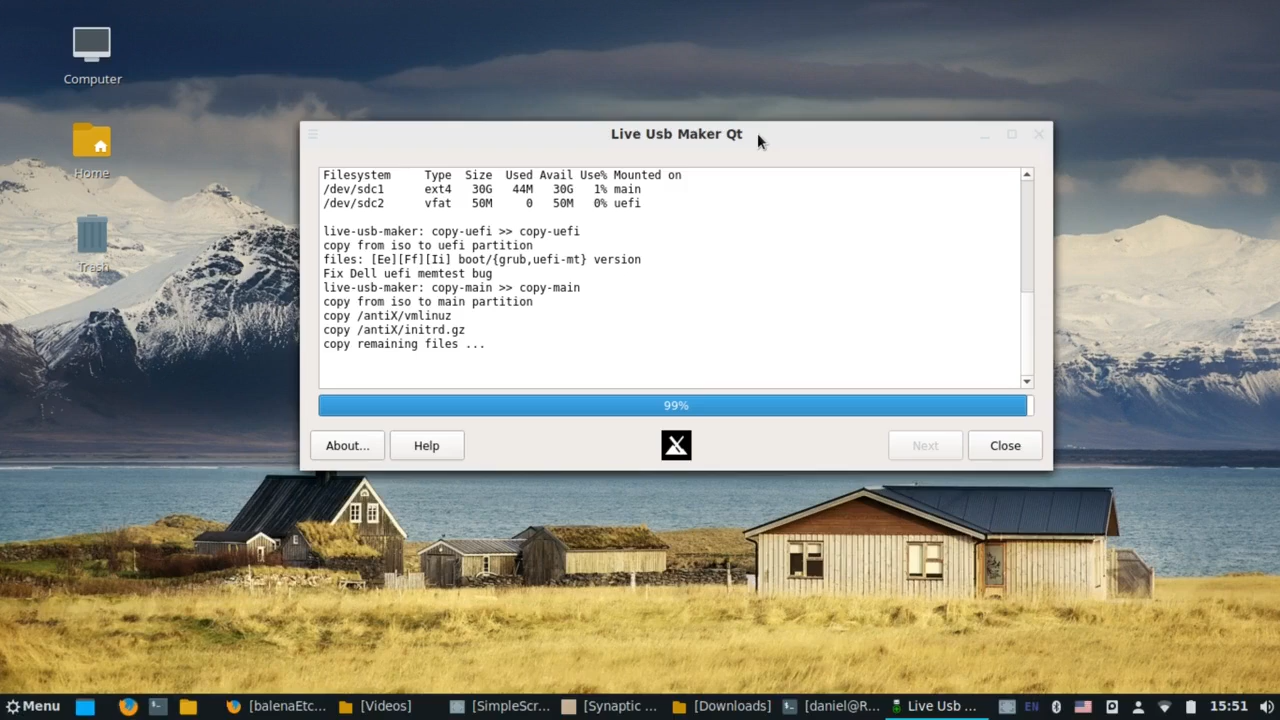 Computer
Home
Trash
Live Usb Maker Qt
Filesystem     Type  Size  Used Avail Use% Mounted on
/dev/sdc1      ext4   30G   44M   30G   1% main
/dev/sdc2      vfat   50M     0   50M   0% uefi
live-usb-maker: copy-uefi >> copy-uefi
copy from iso to uefi partition
files: [Ee][Ff][Ii] boot/{grub,uefi-mt} version
Fix Dell uefi memtest bug
live-usb-maker: copy-main >> copy-main
copy from iso to main partition
copy /antiX/vmlinuz
copy /antiX/initrd.gz
copy remaining files ...
99%
About... Help Next Close
Menu [balenaEtc... [Videos] [SimpleScr... [Synaptic ... [Downloads] [daniel@R... Live Usb ... EN 15:51